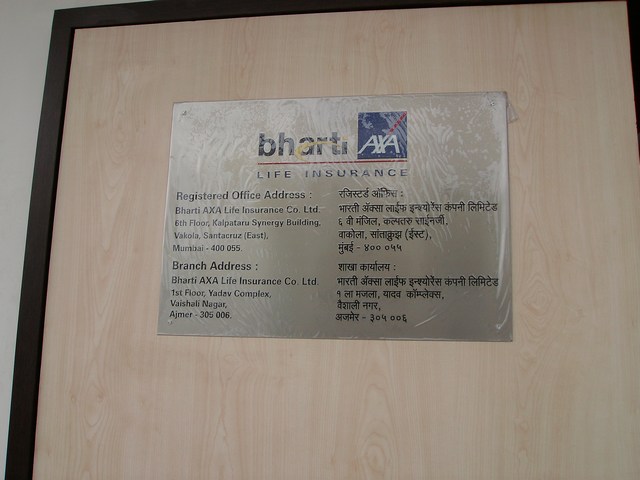 bharti AXA
LIFE INSURANCE
Registered Office Address :
Bharti AXA Life Insurance Co. Ltd.
6th Floor, Kalpataru Synergy Building,
Vakola, Santacruz (East),
Mumbai - 400 055
Branch Address :
Bharti AXA Life Insurance Co. Ltd.
1st Floor, Yadav Complex,
Vaishali Nagar,
Ajmer - 305 006.
रजिस्टर्ड ऑफिस :
भारती ॲक्सा लाईफ इन्श्योरेंस कंपनी लिमिटेड
६ वी मंजिल, कल्पतरु साईनर्जी.
वाकोला, सांताक्रुझ (ईस्ट),
मुंबई - ४०० ०५५
शाखा कार्यालय :
भारती ॲक्सा लाईफ इन्श्योरेंस कंपनी लिमिटेड
१ ला मजला, यादव कॉम्प्लेक्स,
वैशाली नगर,
अजमेर - ३०५ ००६